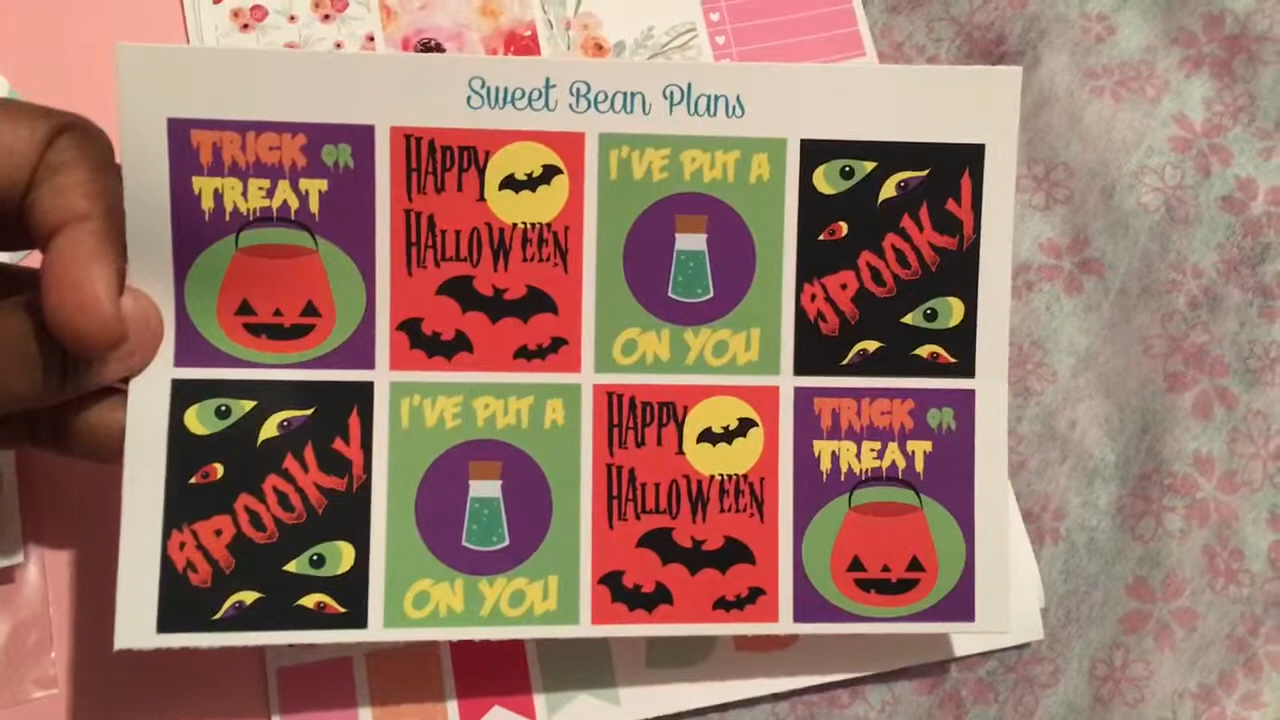 Sweet Bean Plans
TRICK OR
TREAT
HAPPY
HALLOWEEN
I'VE PUT A
ON YOU
SPOOKY
SPOOKY
I'VE PUT A
ON YOU
HAPPY
HALLOWEEN
TRICK OR
TREAT